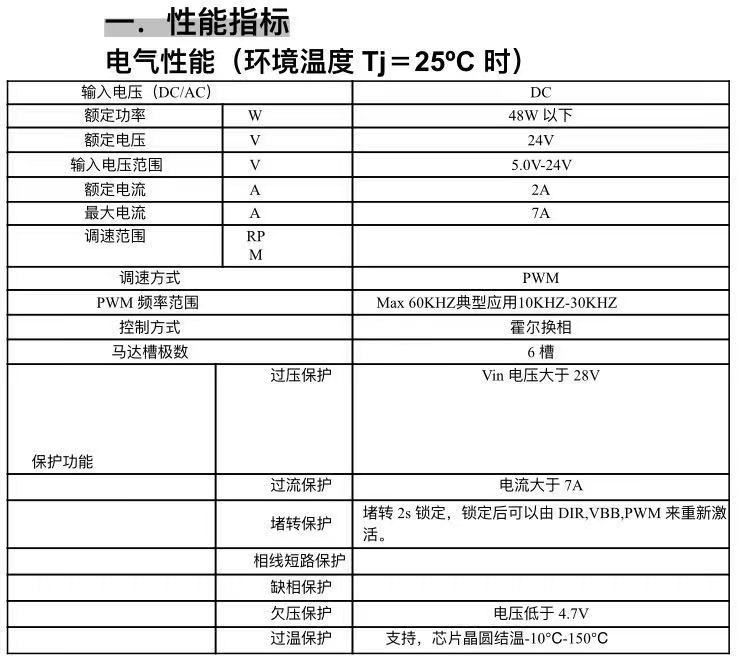 一．性能指标
电气性能（环境温度 Tj＝25ºC 时）
输入电压（DC/AC） DC
额定功率 W 48W 以下
额定电压 V 24V
输入电压范围 V 5.0V-24V
额定电流 A 2A
最大电流 A 7A
调速范围 RP
M
调速方式 PWM
PWM 频率范围 Max 60KHZ典型应用10KHZ-30KHZ
控制方式 霍尔换相
马达槽极数 6 槽
过压保护 Vin 电压大于 28V
保护功能
过流保护 电流大于 7A
堵转保护 堵转 2s 锁定，锁定后可以由 DIR,VBB,PWM 来重新激
活。
相线短路保护
缺相保护
欠压保护 电压低于 4.7V
过温保护 支持，芯片晶圆结温-10°C-150°C